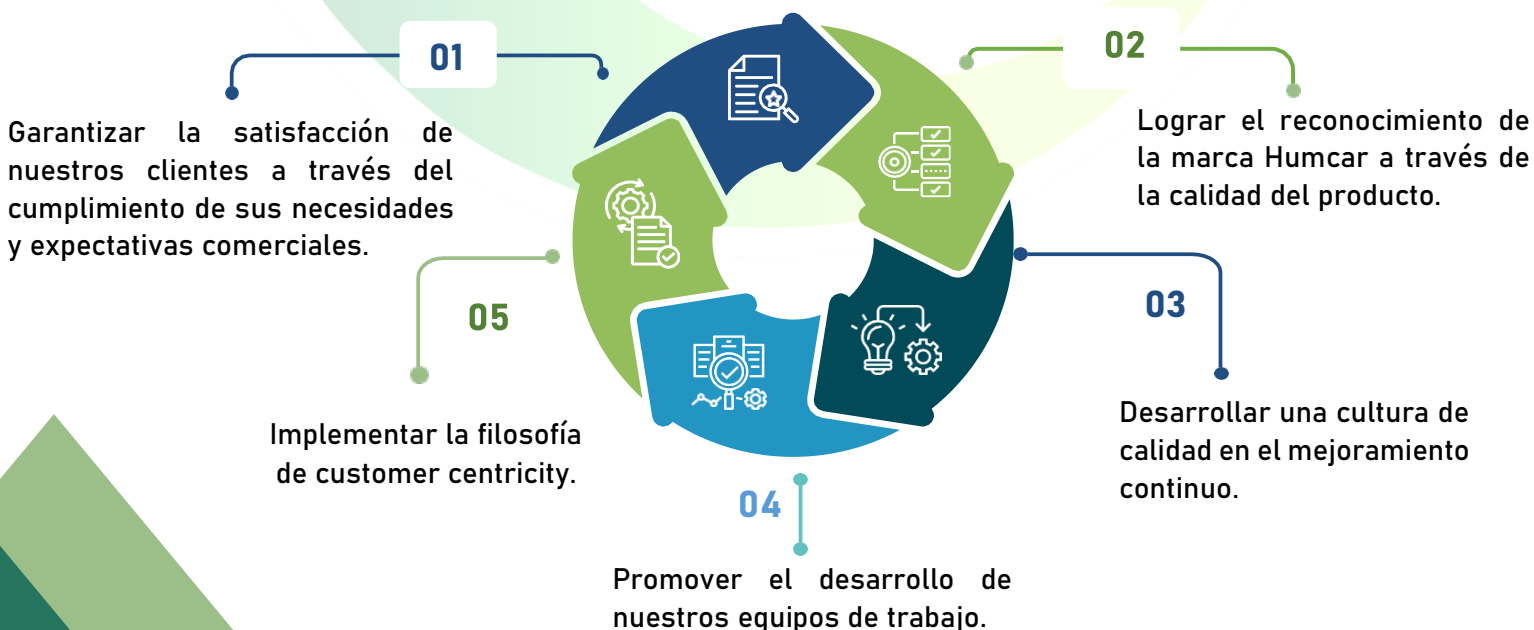 01
Garantizar la satisfacción de
nuestros clientes a través del
cumplimiento de sus necesidades
y expectativas comerciales.
02
Lograr el reconocimiento de
la marca Humcar a través de
la calidad del producto.
03
Desarrollar una cultura de
calidad en el mejoramiento
continuo.
04
Promover el desarrollo de
nuestros equipos de trabajo.
05
Implementar la filosofía
de customer centricity.